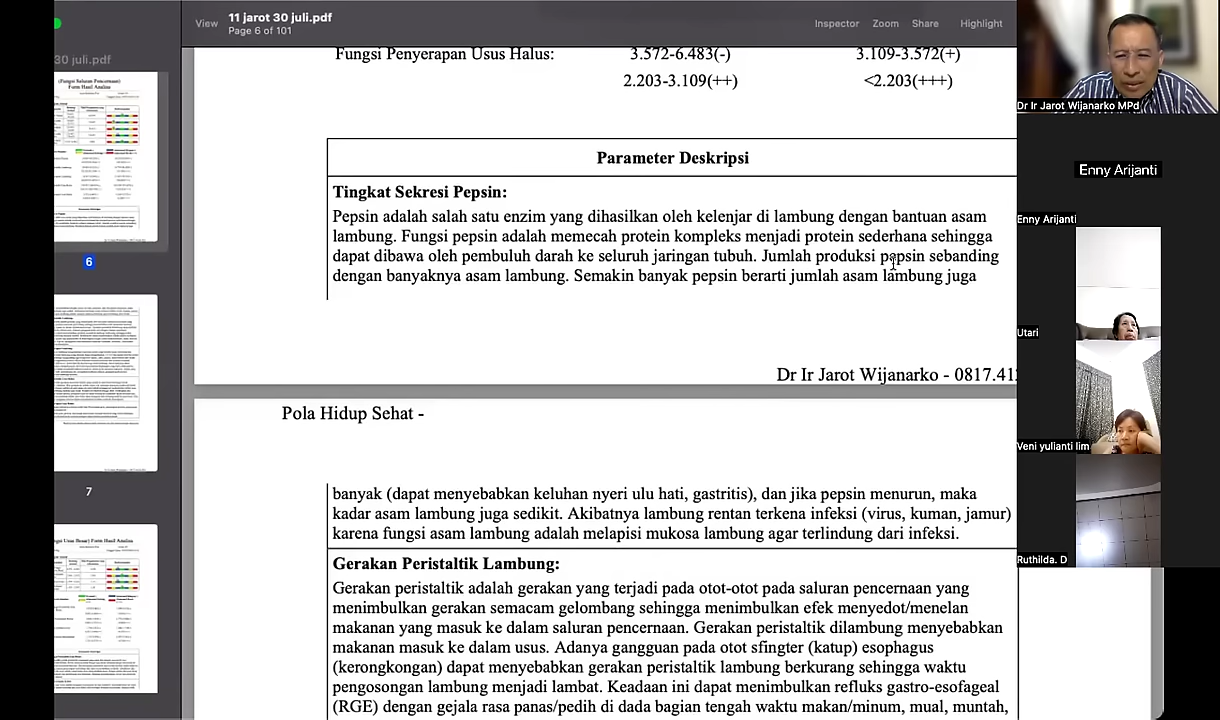 View
11 jarot 30 juli.pdf
Page 6 of 101
Inspector
Zoom
Share
Highlight
30 juli.pdf
(Fungsi Saluran Pencernaan)
Form Hasil Analisa
6
7
Fungsi Penyerapan Usus Halus: 3.572-6.483(-) 3.109-3.572(+)
2.203-3.109(++) <2.203(+++)
Parameter Deskripsi
Tingkat Sekresi Pepsin:
Pepsin adalah salah satu enzim yang dihasilkan oleh kelenjar di lambung dengan bantuan asam
lambung. Fungsi pepsin adalah memecah protein kompleks menjadi protein sederhana sehingga
dapat dibawa oleh pembuluh darah ke seluruh jaringan tubuh. Jumlah produksi pepsin sebanding
dengan banyaknya asam lambung. Semakin banyak pepsin berarti jumlah asam lambung juga
Dr Ir Jarot Wijanarko - 0817.41
Pola Hidup Sehat -
banyak (dapat menyebabkan keluhan nyeri ulu hati, gastritis), dan jika pepsin menurun, maka
kadar asam lambung juga sedikit. Akibatnya lambung rentan terkena infeksi (virus, kuman, jamur)
karena fungsi asam lambung adalah melapisi mukosa lambung agar terlindung dari infeksi.
Gerakan Peristaltik Lambung:
Gerakan peristaltik adalah gerakan yang terjadi pada otot-otot pada saluran pencernaan yang
menimbulkan gerakan semacam gelombang sehingga menimbulkan efek menyedot/menelan
makanan yang masuk ke dalam saluran pencernaan. Gerakan peristaltik dilambung menyebabkan
makanan masuk ke dalam usus. Adanya gangguan pada otot sfingter (katup) esophagus
(kerongkongan) dapat menyebabkan gerakan peristaltik lambung berkurang sehingga waktu
pengosongan lambung menjadi lambat. Keadaan ini dapat menimbulkan refluks gastro-esofageal
(RGE) dengan gejala rasa panas/pedih di dada bagian tengah waktu makan/minum, mual, muntah,
Dr Ir Jarot Wijanarko MPd
Enny Arijanti
Enny Arijanti
Utari
Veni yulianti lim
Ruthilda. D